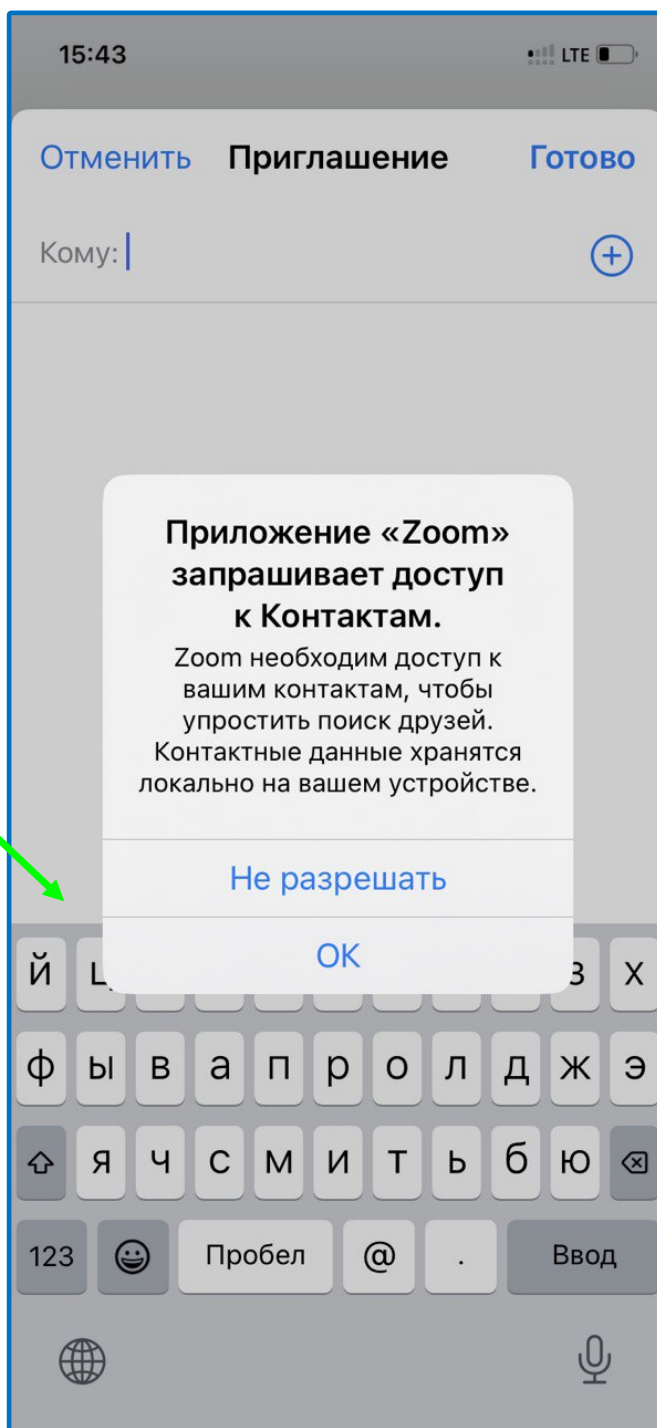 15:43 LTE
Отменить Приглашение Готово
Кому:
Приложение «Zoom»
запрашивает доступ
к Контактам.
Zoom необходим доступ к
вашим контактам, чтобы
упростить поиск друзей.
Контактные данные хранятся
локально на вашем устройстве.
Не разрешать
ОК
й ц з х
ф ы в а п р о л д ж э
я ч с м и т ь б ю
123 Пробел @ . Ввод